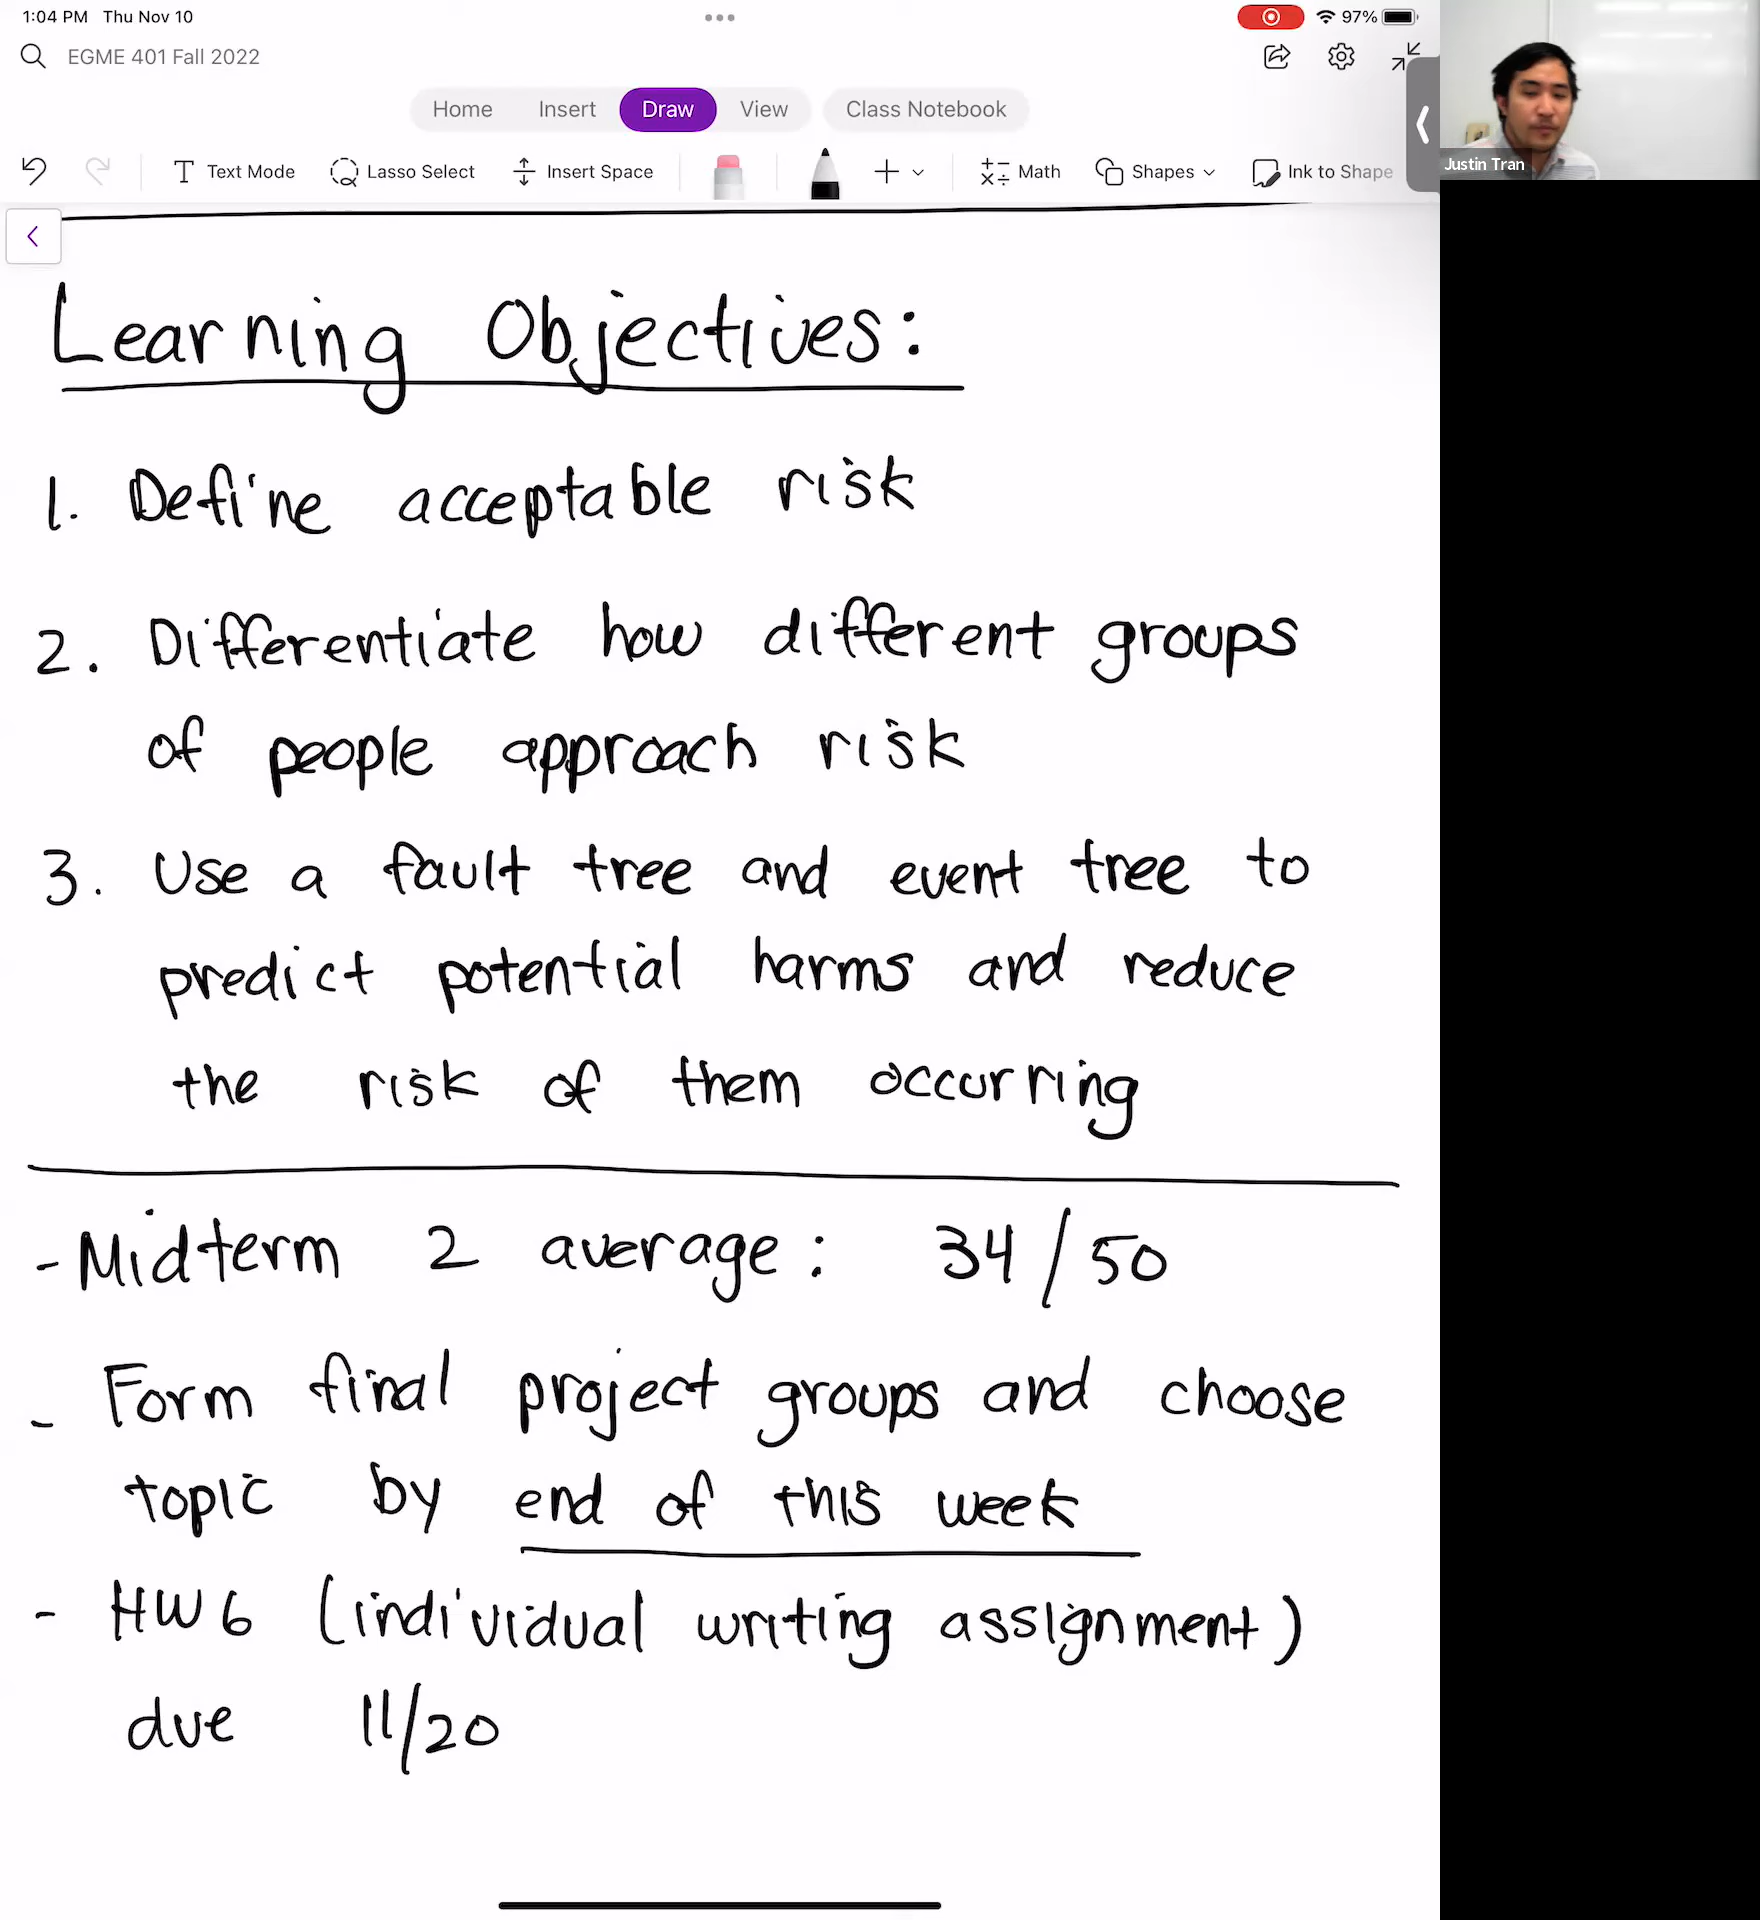 1:04 PM Thu Nov 10
97%
EGME 401 Fall 2022
Home Insert Draw View Class Notebook
Text Mode Lasso Select Insert Space Math Shapes Ink to Shape
Justin Tran
Learning Objectives:
1. Define acceptable risk
2. Differentiate how different groups
of people approach risk
3. Use a fault tree and event tree to
predict potential harms and reduce
the risk of them occurring
- Midterm 2 average: 34/50
- Form final project groups and choose
topic by end of this week
- HW6 (individual writing assignment)
due 11/20